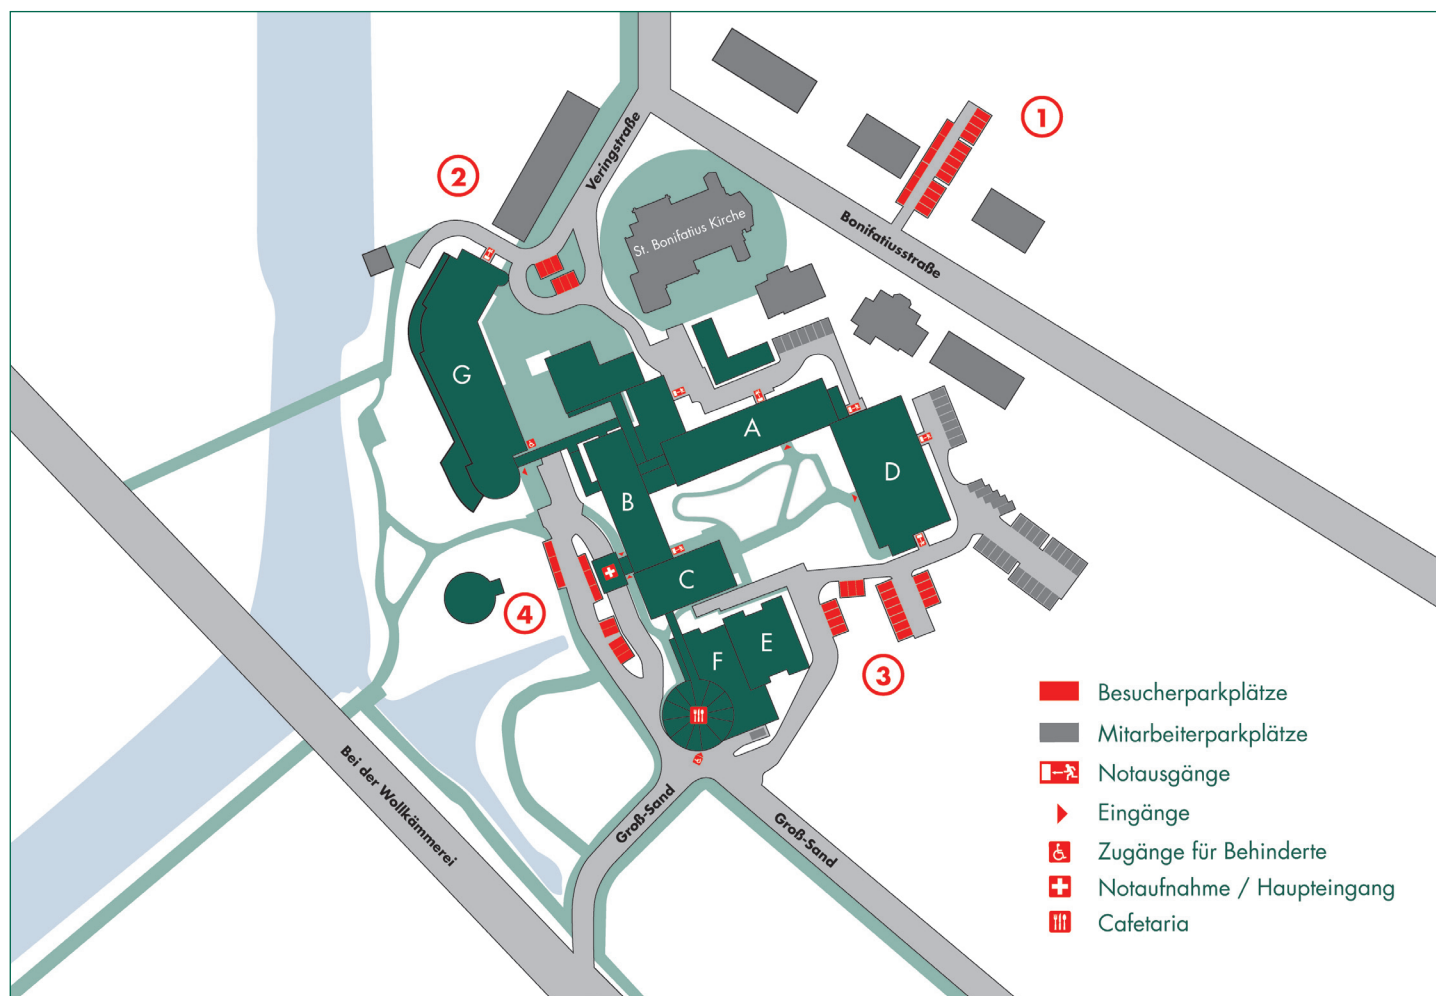 1
2
Veringstraße
St. Bonifatius Kirche
Bonifatiusstraße
G
A
D
B
C
4
E
F
3
Bei der Wollkämmerei
Groß-Sand
Groß-Sand
Besucherparkplätze
Mitarbeiterparkplätze
Notausgänge
Eingänge
Zugänge für Behinderte
Notaufnahme / Haupteingang
Cafetaria